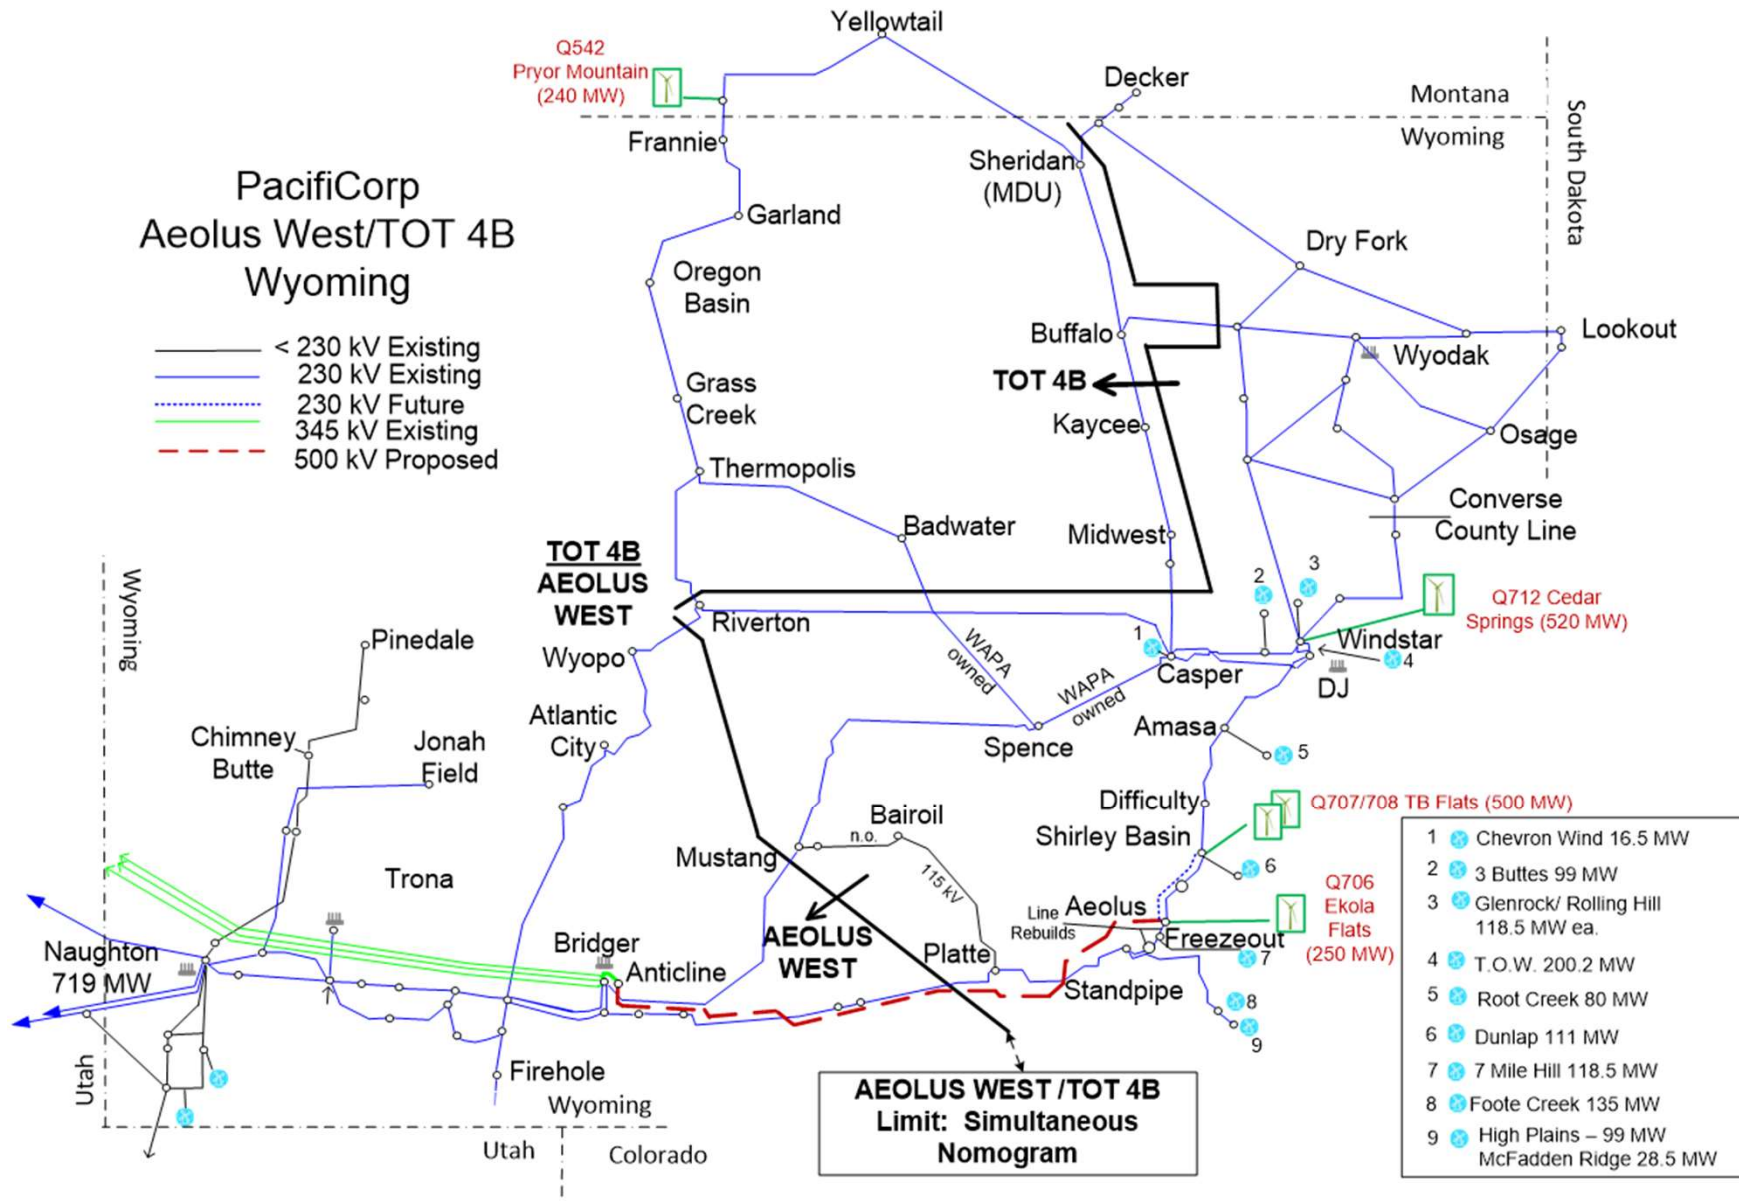 Yellowtail
Q542
Pryor Mountain
(240 MW)
Decker
Montana
Wyoming
South Dakota
Frannie
Sheridan
(MDU)
PacifiCorp
Aeolus West/TOT 4B
Wyoming
Garland
Dry Fork
Oregon
Basin
< 230 kV Existing
230 kV Existing
230 kV Future
345 kV Existing
500 kV Proposed
Buffalo
Lookout
Wyodak
TOT 4B
Grass
Creek
Kaycee
Osage
Thermopolis
Converse
County Line
Badwater
Midwest
TOT 4B
AEOLUS
WEST
Wyoming
2
3
Q712 Cedar
Springs (520 MW)
Riverton
1
Windstar
4
Pinedale
Wyopo
WAPA
owned
WAPA
owned
Casper
DJ
Atlantic
City
Amasa
Spence
5
Chimney
Butte
Jonah
Field
Difficulty
Q707/708 TB Flats (500 MW)
Bairoil
n.o.
Shirley Basin
Mustang
115 kV
6
Trona
Q706
Ekola
Flats
(250 MW)
Aeolus
Line
Rebuilds
Freezeout
AEOLUS
WEST
Bridger
Anticline
Platte
7
Naughton
719 MW
Standpipe
8
9
Utah
Firehole
Wyoming
Utah
Colorado
AEOLUS WEST /TOT 4B
Limit: Simultaneous
Nomogram
1 Chevron Wind 16.5 MW
2 3 Buttes 99 MW
3 Glenrock/ Rolling Hill
118.5 MW ea.
4 T.O.W. 200.2 MW
5 Root Creek 80 MW
6 Dunlap 111 MW
7 7 Mile Hill 118.5 MW
8 Foote Creek 135 MW
9 High Plains – 99 MW
McFadden Ridge 28.5 MW